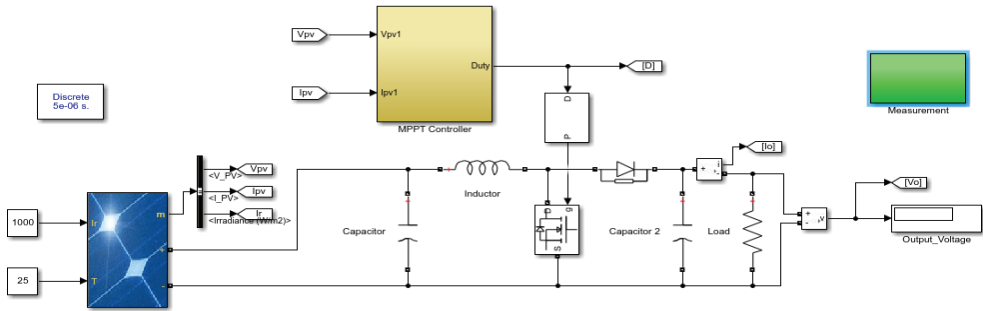 Vpv
Vpv1
Duty
[D]
Ipv
Ipv1
MPPT Controller
D
P
Discrete
5e-06 s.
Measurement
<V_PV>
Vpv
<I_PV>
Ipv
Ir
<Irradiance (W/m2)>
1000
Ir
m
+
25
T
-
Capacitor
+
+
Inductor
D
g
S
Capacitor 2
+
+
i
-
[Io]
Load
+
+
-
v
[Vo]
Output_Voltage